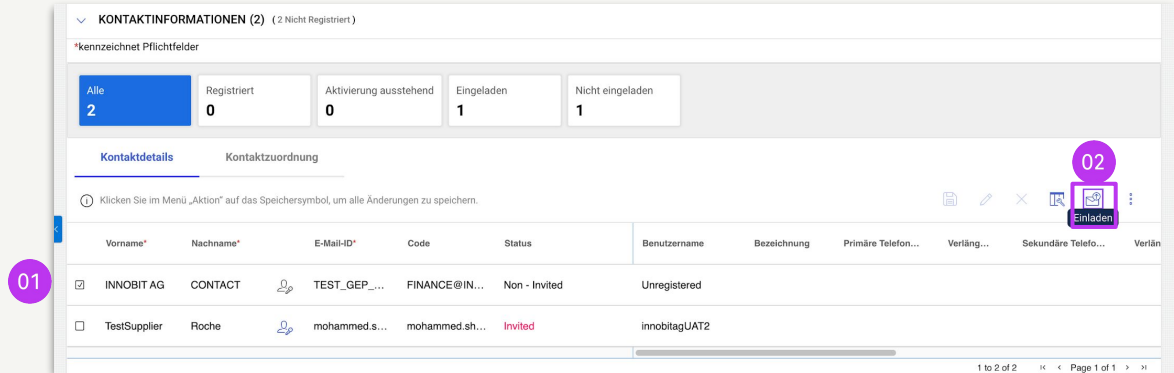 KONTAKTINFORMATIONEN (2) (2 Nicht Registriert)
*kennzeichnet Pflichtfelder
Alle Registriert Aktivierung ausstehend Eingeladen Nicht eingeladen
2 0 0 1 1
Kontaktdetails Kontaktzuordnung
02
Klicken Sie im Menü „Aktion" auf das Speichersymbol, um alle Änderungen zu speichern.
Einladen
Vorname* Nachname* E-Mail-ID* Code Status Benutzername Bezeichnung Primäre Telefon... Verläng... Sekundäre Telefo... Verlän
01
INNOBIT AG CONTACT TEST_GEP_... FINANCE@IN... Non - Invited Unregistered
TestSupplier Roche mohammed.s... mohammed.sh... Invited innobitagUAT2
1 to 2 of 2 Page 1 of 1